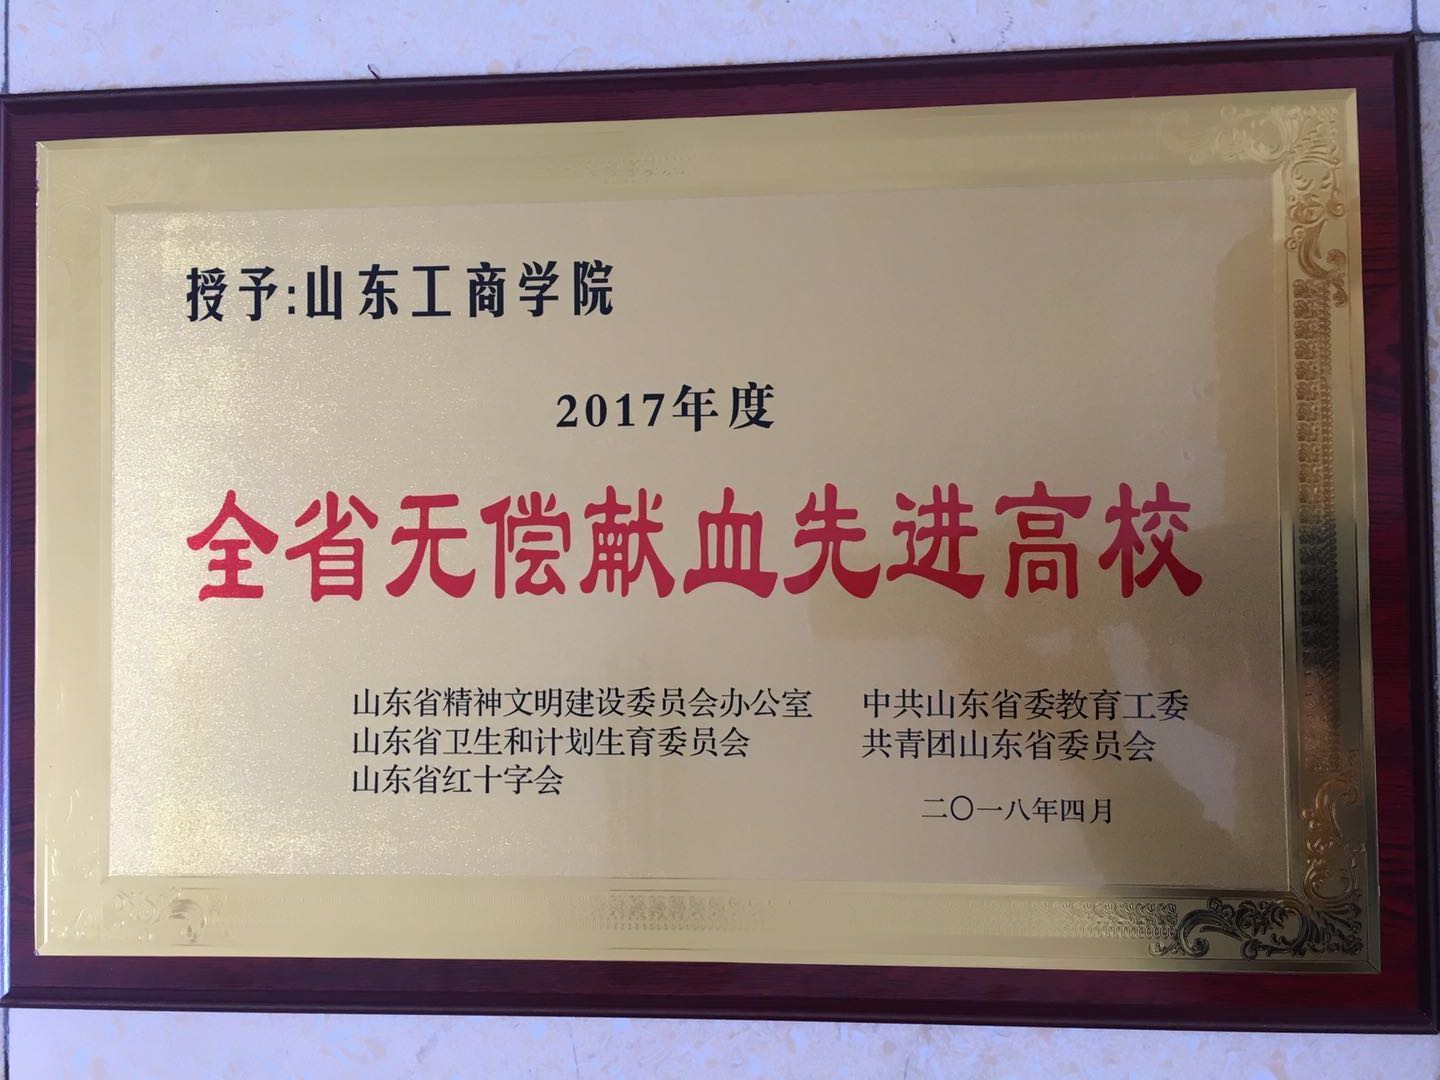 授予:山东工商学院
2017年度
全省无偿献血先进高校
山东省精神文明建设委员会办公室 中共山东省委教育工委
山东省卫生和计划生育委员会 共青团山东省委员会
山东省红十字会
二〇一八年四月